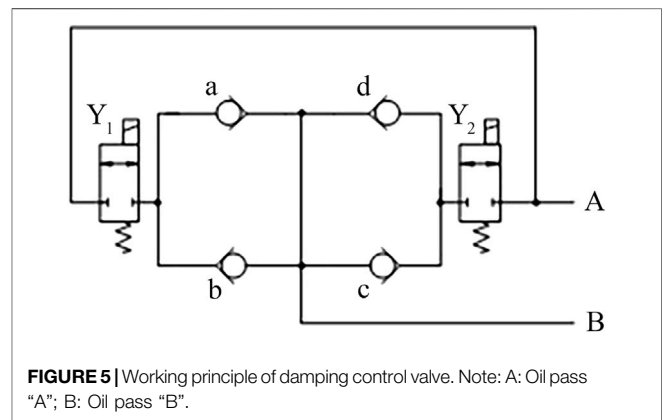 a
d
Y1
Y2
A
b
c
B
FIGURE 5 | Working principle of damping control valve. Note: A: Oil pass
“A”; B: Oil pass “B”.